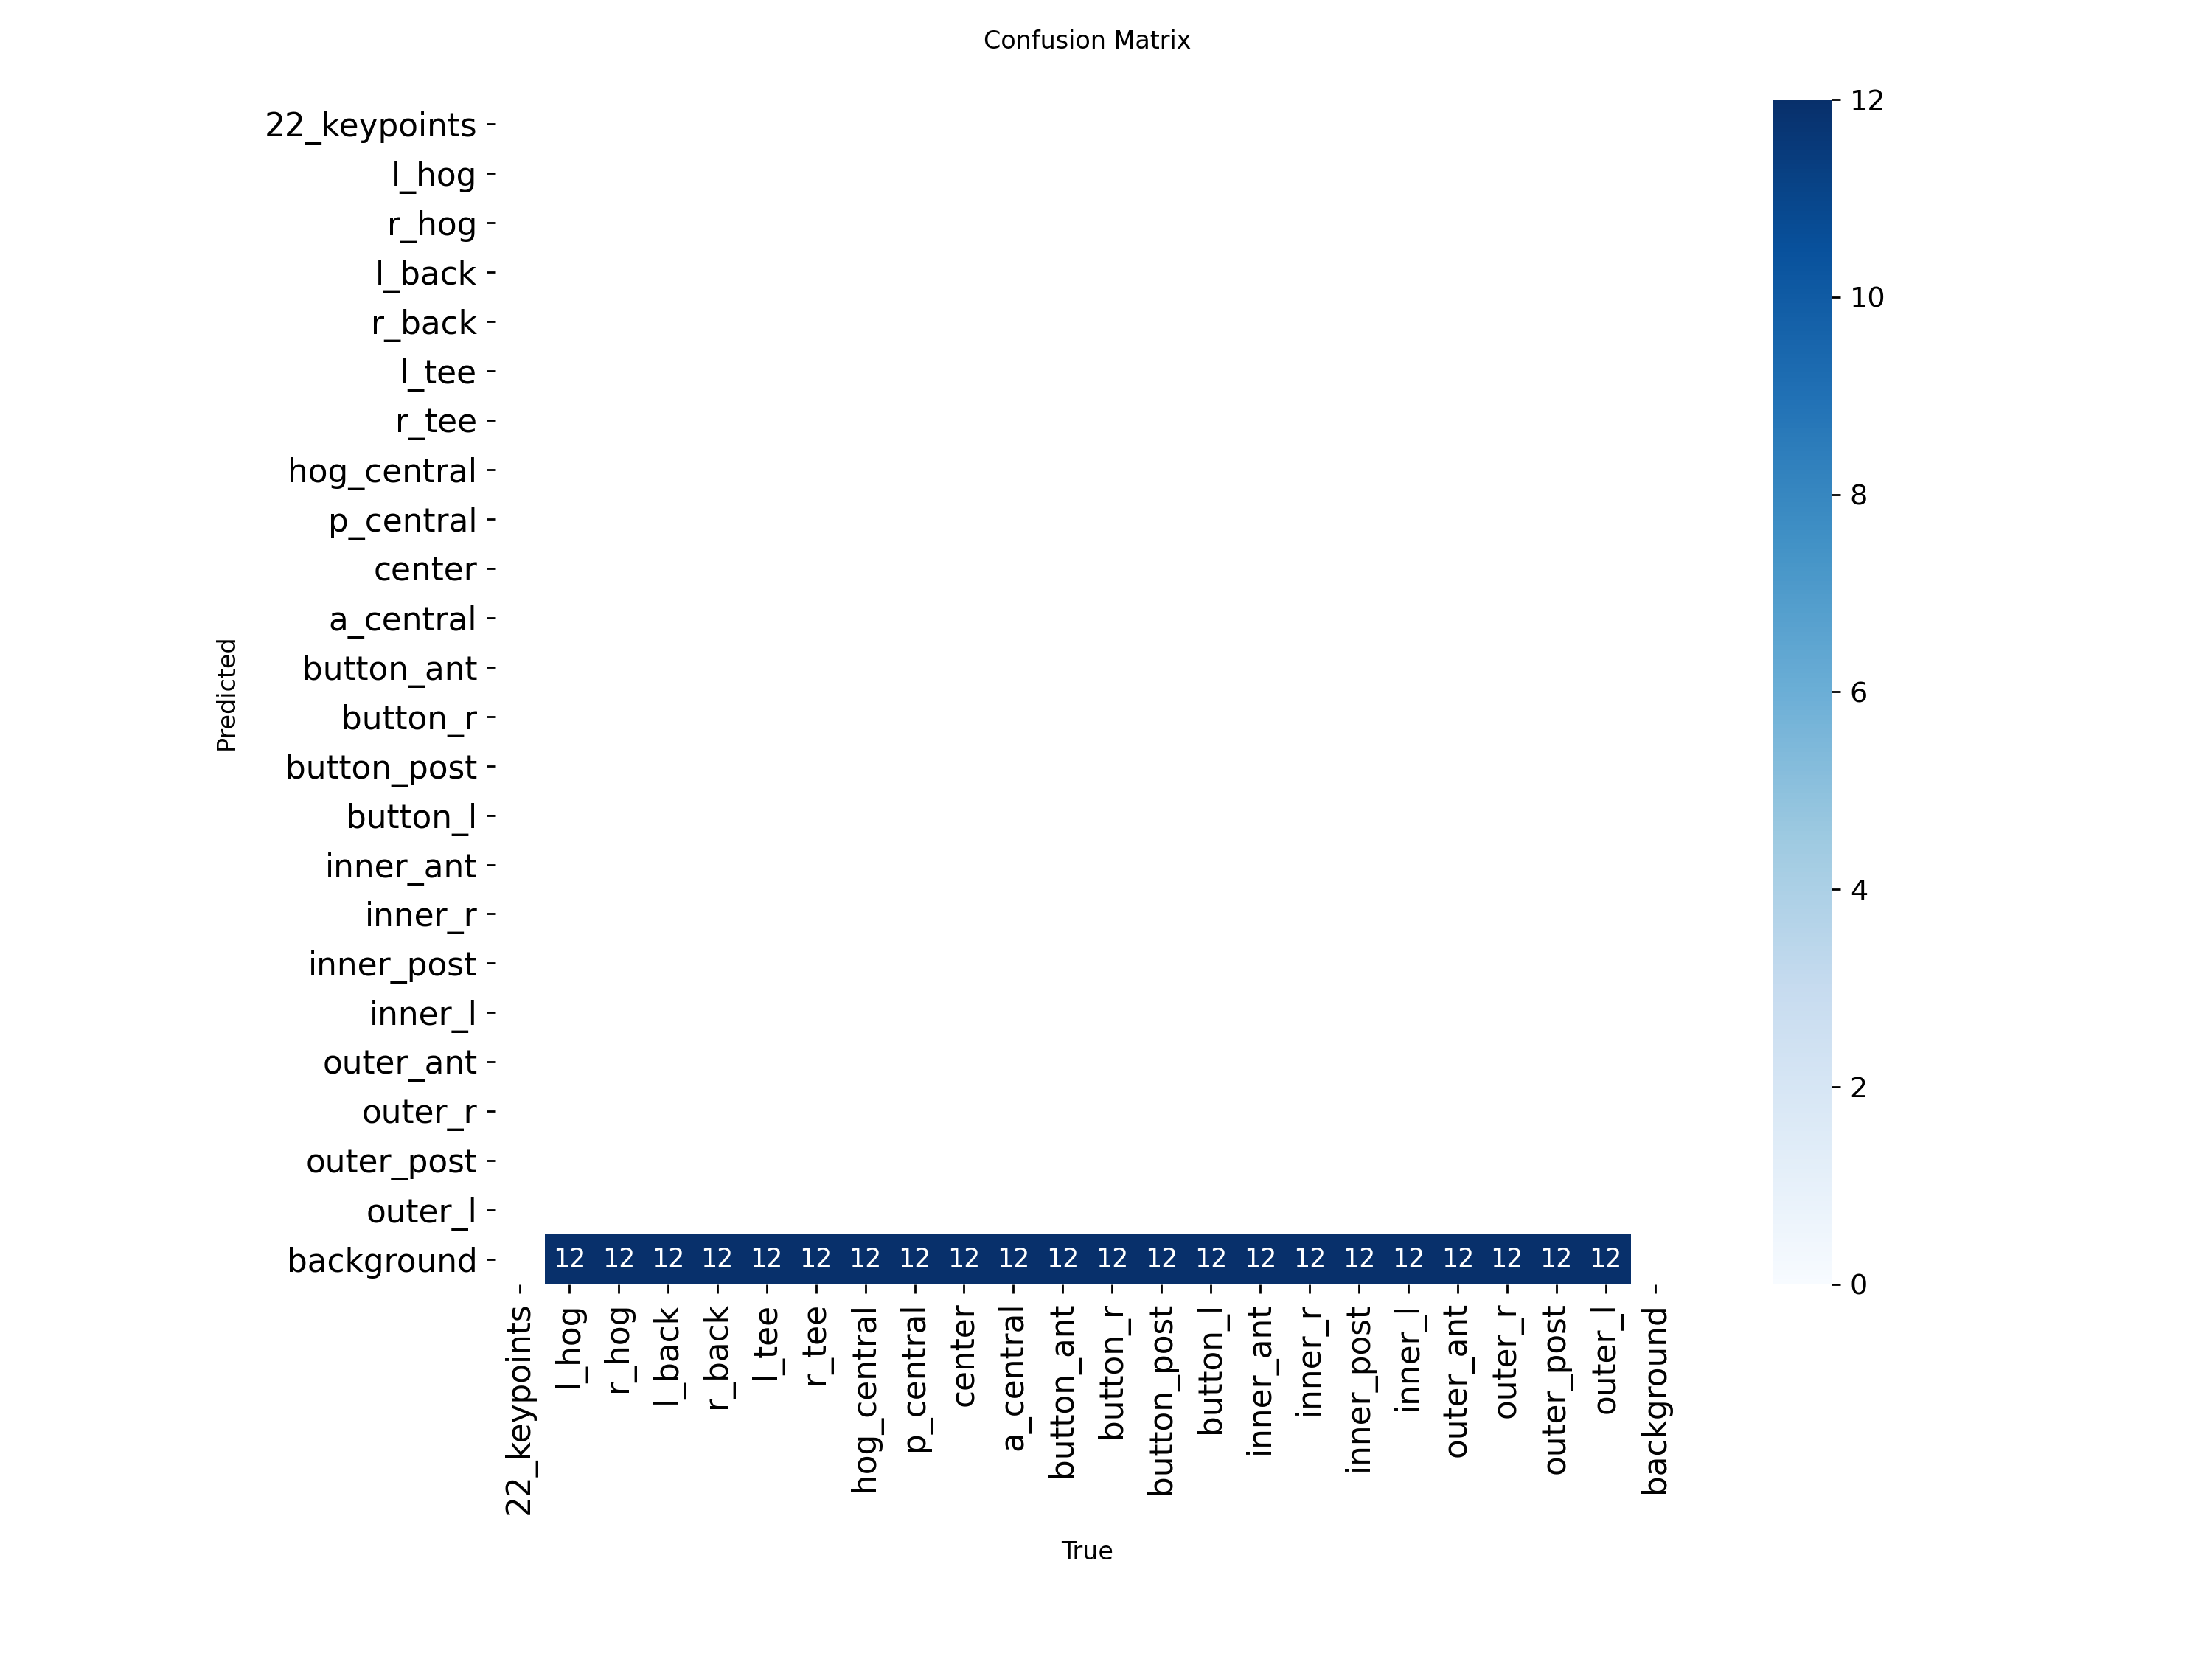 Confusion Matrix
22_keypoints
l_hog
r_hog
l_back
r_back
l_tee
r_tee
hog_central
p_central
center
a_central
button_ant
button_r
button_post
button_l
inner_ant
inner_r
inner_post
inner_l
outer_ant
outer_r
outer_post
outer_l
background
Predicted
12 12 12 12 12 12 12 12 12 12 12 12 12 12 12 12 12 12 12 12 12 12
22_keypoints
l_hog
r_hog
l_back
r_back
l_tee
r_tee
hog_central
p_central
center
a_central
button_ant
button_r
button_post
button_l
inner_ant
inner_r
inner_post
inner_l
outer_ant
outer_r
outer_post
outer_l
background
True
12
10
8
6
4
2
0